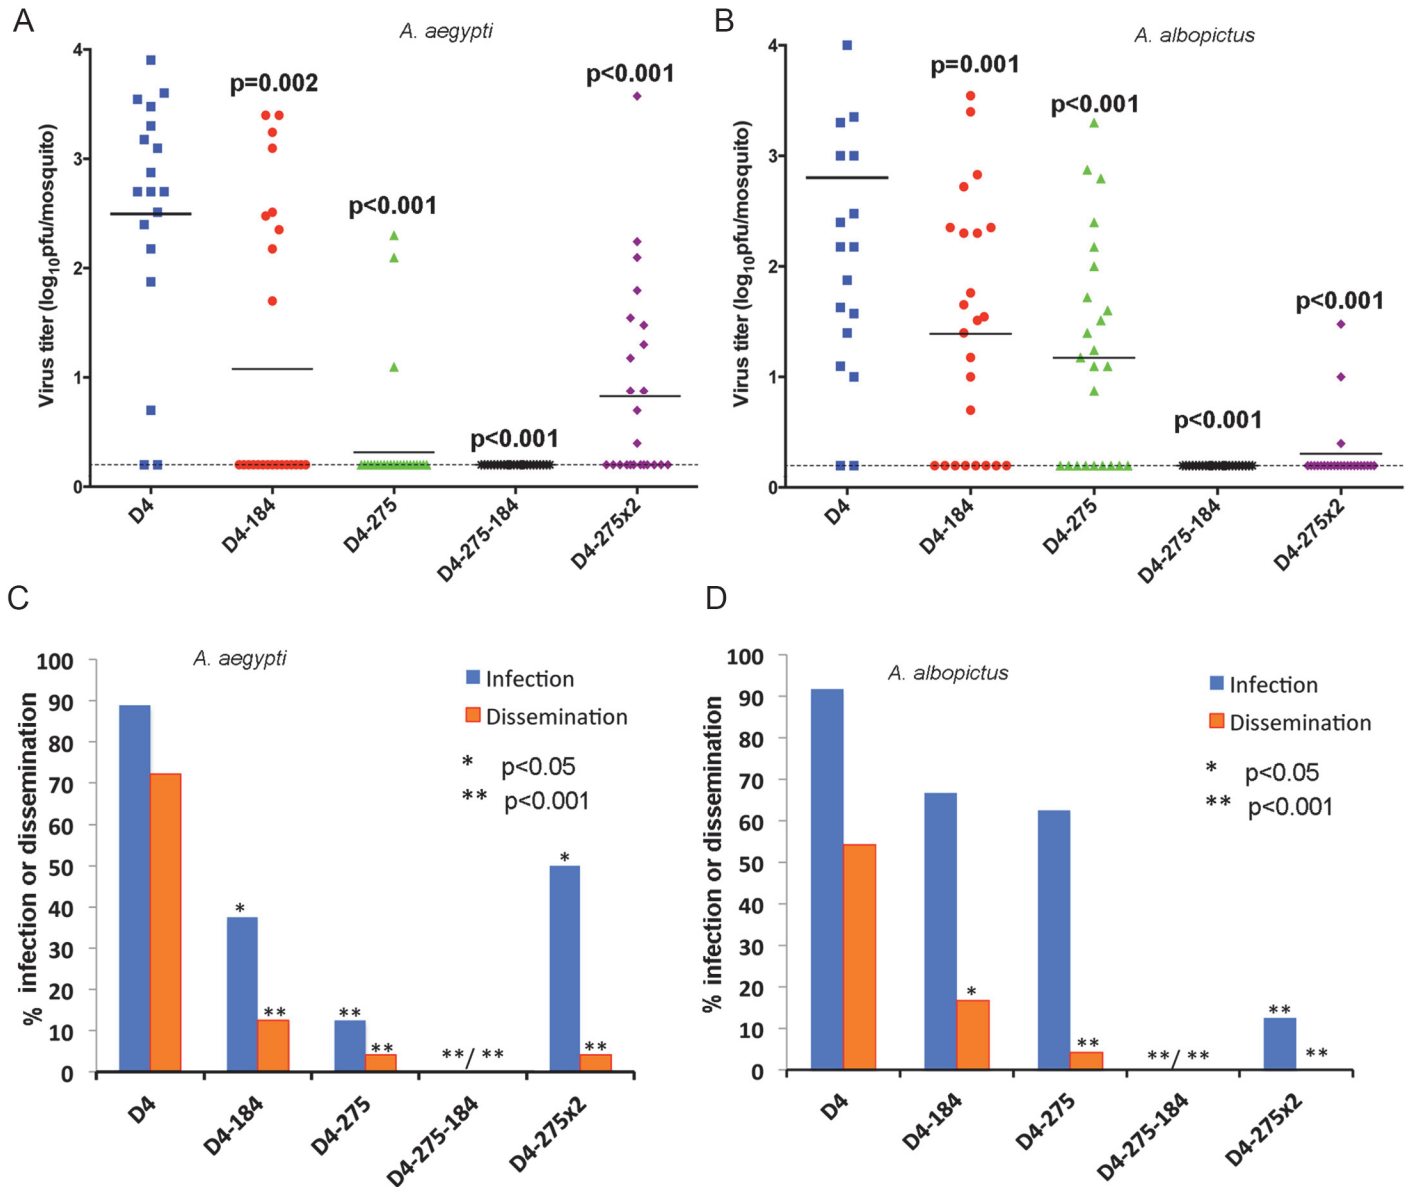 A
A. aegypti
Virus titer (log10pfu/mosquito)
4
3
2
1
0
p=0.002
p<0.001
p<0.001
p<0.001
D4
D4-184
D4-275
D4-275-184
D4-275x2
B
A. albopictus
Virus titer (log10pfu/mosquito)
4
3
2
1
0
p=0.001
p<0.001
p<0.001
p<0.001
D4
D4-184
D4-275
D4-275-184
D4-275x2
C
A. aegypti
% infection or dissemination
100
90
80
70
60
50
40
30
20
10
0
Infection
Dissemination
* p<0.05
** p<0.001
*
**
**
**
**/ **
*
**
D4
D4-184
D4-275
D4-275-184
D4-275x2
D
A. albopictus
% infection or dissemination
100
90
80
70
60
50
40
30
20
10
0
Infection
Dissemination
* p<0.05
** p<0.001
*
**
**/ **
**
**
D4
D4-184
D4-275
D4-275-184
D4-275x2